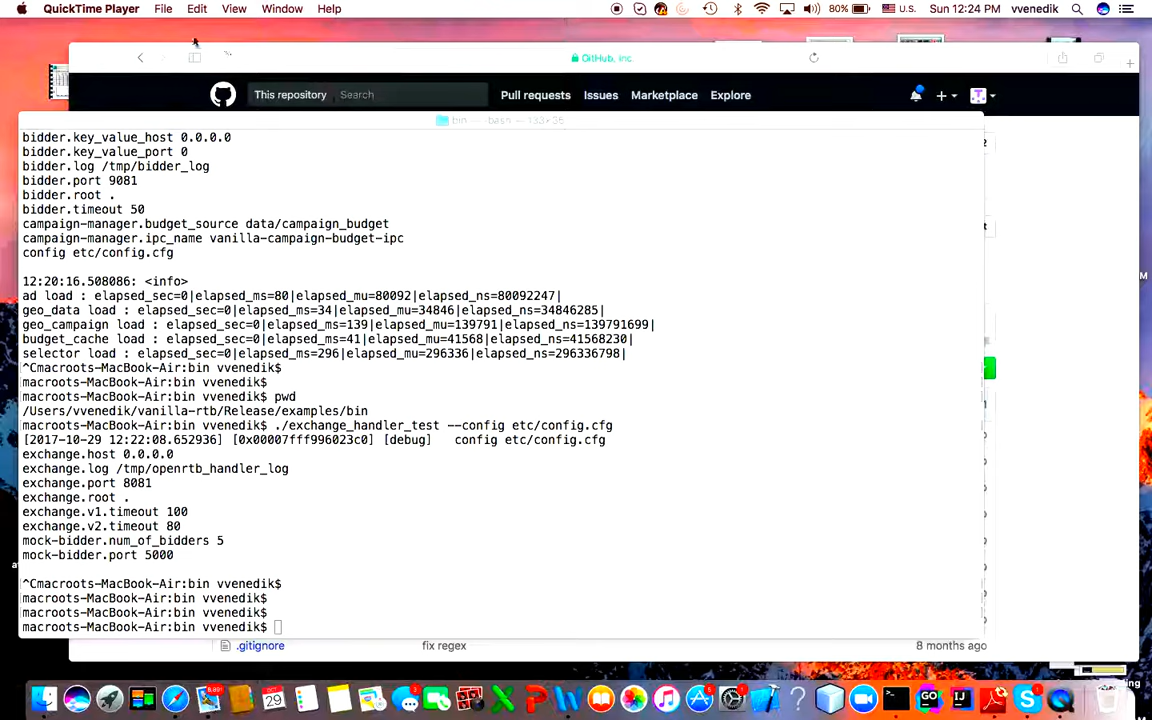 QuickTime Player File Edit View Window Help 80% U.S. Sun 12:24 PM vvenedik
GitHub, Inc.
This repository Search Pull requests Issues Marketplace Explore
bin — -bash — 133×35
bidder.key_value_host 0.0.0.0
bidder.key_value_port 0
bidder.log /tmp/bidder_log
bidder.port 9081
bidder.root .
bidder.timeout 50
campaign-manager.budget_source data/campaign_budget
campaign-manager.ipc_name vanilla-campaign-budget-ipc
config etc/config.cfg
12:20:16.508086: <info>
ad load : elapsed_sec=0|elapsed_ms=80|elapsed_mu=80092|elapsed_ns=80092247|
geo_data load : elapsed_sec=0|elapsed_ms=34|elapsed_mu=34846|elapsed_ns=34846285|
geo_campaign load : elapsed_sec=0|elapsed_ms=139|elapsed_mu=139791|elapsed_ns=139791699|
budget_cache load : elapsed_sec=0|elapsed_ms=41|elapsed_mu=41568|elapsed_ns=41568230|
selector load : elapsed_sec=0|elapsed_ms=296|elapsed_mu=296336|elapsed_ns=296336798|
^Cmacroots-MacBook-Air:bin vvenedik$
macroots-MacBook-Air:bin vvenedik$
macroots-MacBook-Air:bin vvenedik$ pwd
/Users/vvenedik/vanilla-rtb/Release/examples/bin
macroots-MacBook-Air:bin vvenedik$ ./exchange_handler_test --config etc/config.cfg
[2017-10-29 12:22:08.652936] [0x00007fff996023c0] [debug] config etc/config.cfg
exchange.host 0.0.0.0
exchange.log /tmp/openrtb_handler_log
exchange.port 8081
exchange.root .
exchange.v1.timeout 100
exchange.v2.timeout 80
mock-bidder.num_of_bidders 5
mock-bidder.port 5000
^Cmacroots-MacBook-Air:bin vvenedik$
macroots-MacBook-Air:bin vvenedik$
macroots-MacBook-Air:bin vvenedik$
macroots-MacBook-Air:bin vvenedik$
.gitignore fix regex 8 months ago